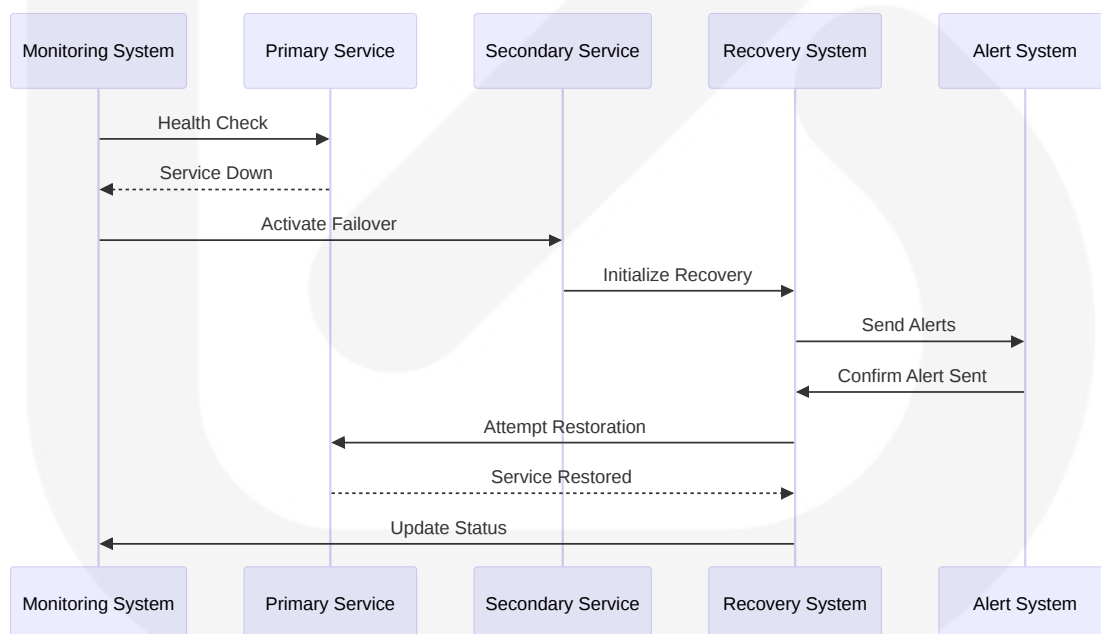 Monitoring System Primary Service Secondary Service Recovery System Alert System
Health Check
Service Down
Activate Failover
Initialize Recovery
Send Alerts
Confirm Alert Sent
Attempt Restoration
Service Restored
Update Status
Monitoring System Primary Service Secondary Service Recovery System Alert System